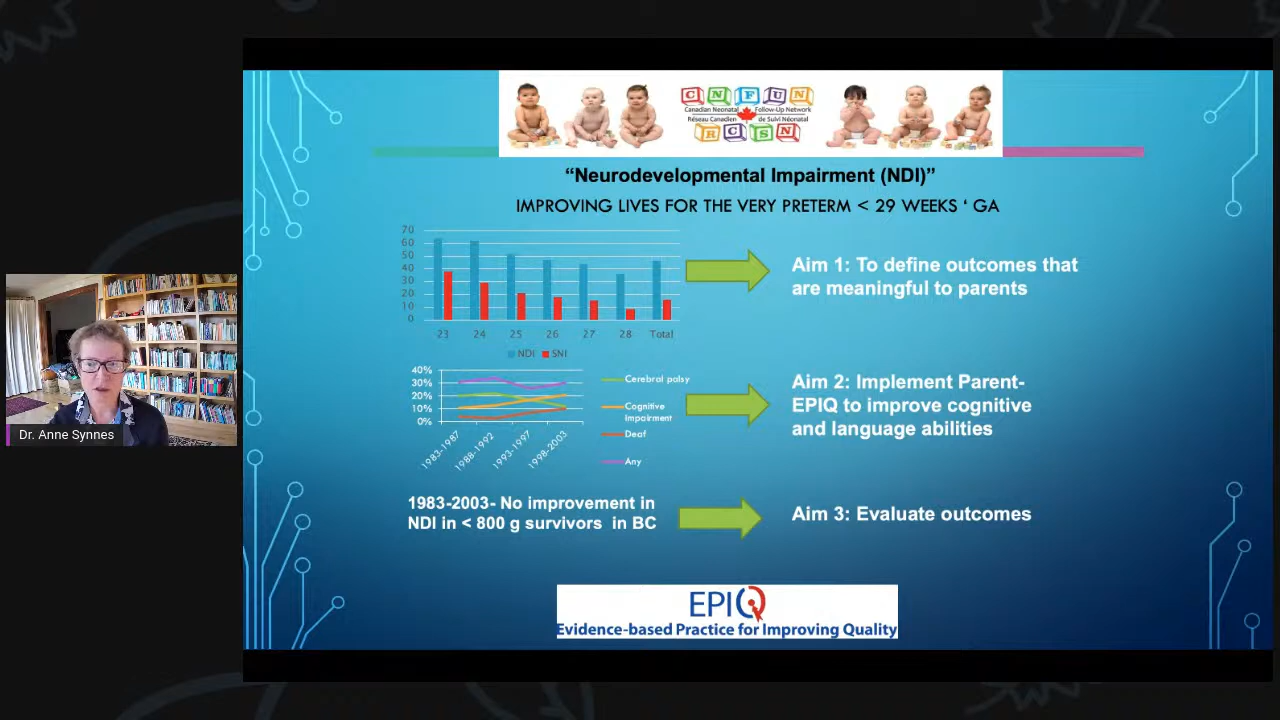 CNFUN
Canadian Neonatal Follow-Up Network
Réseau Canadien de Suivi Néonatal
RCSN
“Neurodevelopmental Impairment (NDI)”
IMPROVING LIVES FOR THE VERY PRETERM < 29 WEEKS ‘ GA
70
60
50
40
30
20
10
0
23 24 25 26 27 28 Total
NDI SNI
Aim 1: To define outcomes that
are meaningful to parents
40%
30%
20%
10%
0%
1983-1987 1988-1992 1993-1997 1998-2003
Cerebral palsy
Cognitive
Impairment
Deaf
Any
Aim 2: Implement Parent-
EPIQ to improve cognitive
and language abilities
Dr. Anne Synnes
1983-2003- No improvement in
NDI in < 800 g survivors in BC
Aim 3: Evaluate outcomes
EPIQ
Evidence-based Practice for Improving Quality